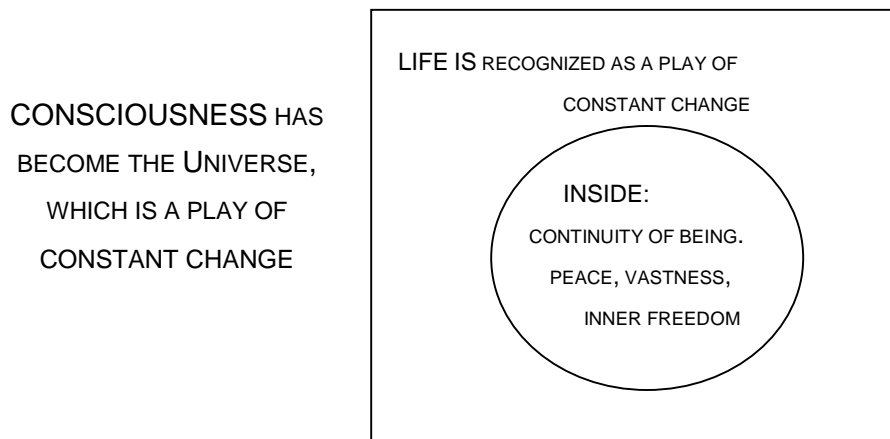 CONSCIOUSNESS HAS
BECOME THE UNIVERSE,
WHICH IS A PLAY OF
CONSTANT CHANGE
LIFE IS RECOGNIZED AS A PLAY OF
CONSTANT CHANGE
INSIDE:
CONTINUITY OF BEING.
PEACE, VASTNESS,
INNER FREEDOM